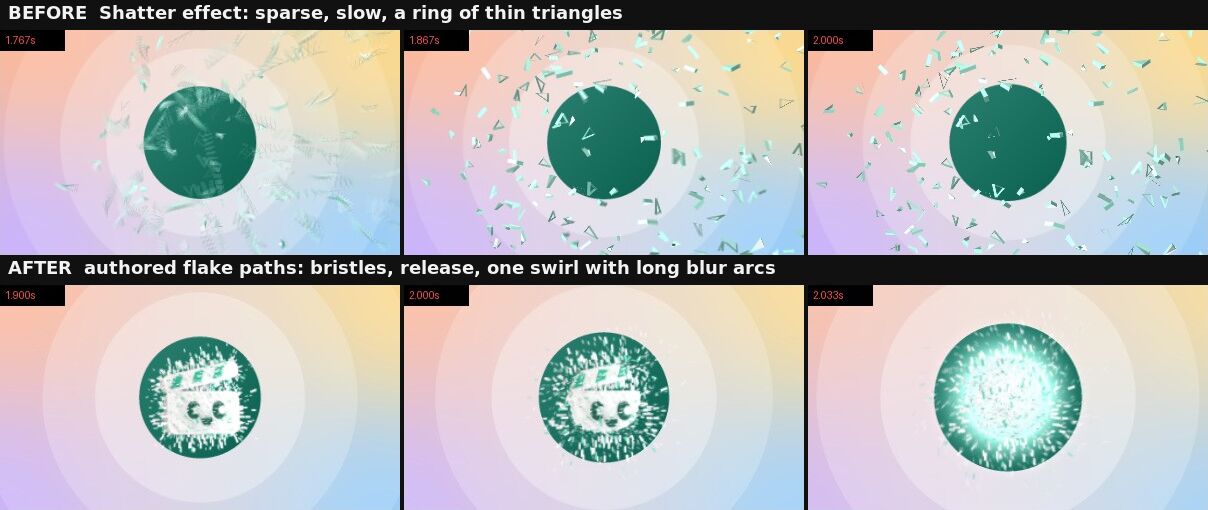 BEFORE  Shatter effect: sparse, slow, a ring of thin triangles
1.767s
1.867s
2.000s
AFTER  authored flake paths: bristles, release, one swirl with long blur arcs
1.900s
2.000s
2.033s